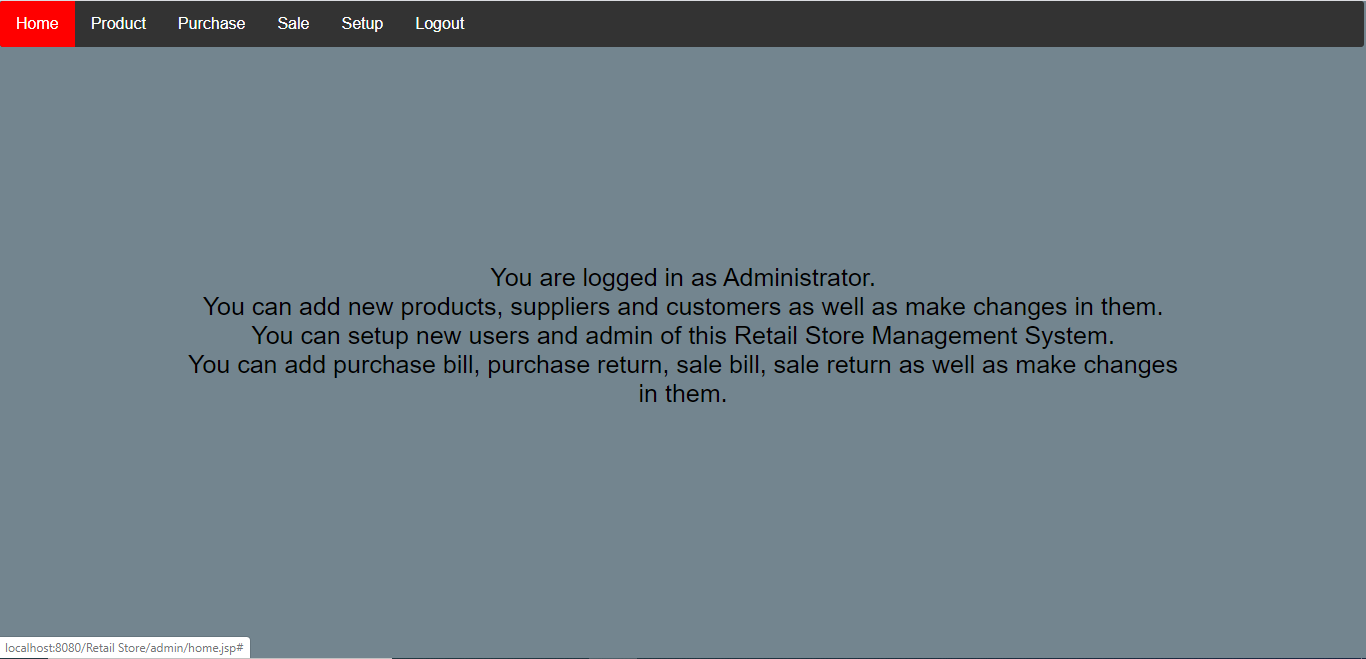 Home Product Purchase Sale Setup Logout
You are logged in as Administrator.
You can add new products, suppliers and customers as well as make changes in them.
You can setup new users and admin of this Retail Store Management System.
You can add purchase bill, purchase return, sale bill, sale return as well as make changes
in them.
localhost:8080/Retail Store/admin/home.jsp#